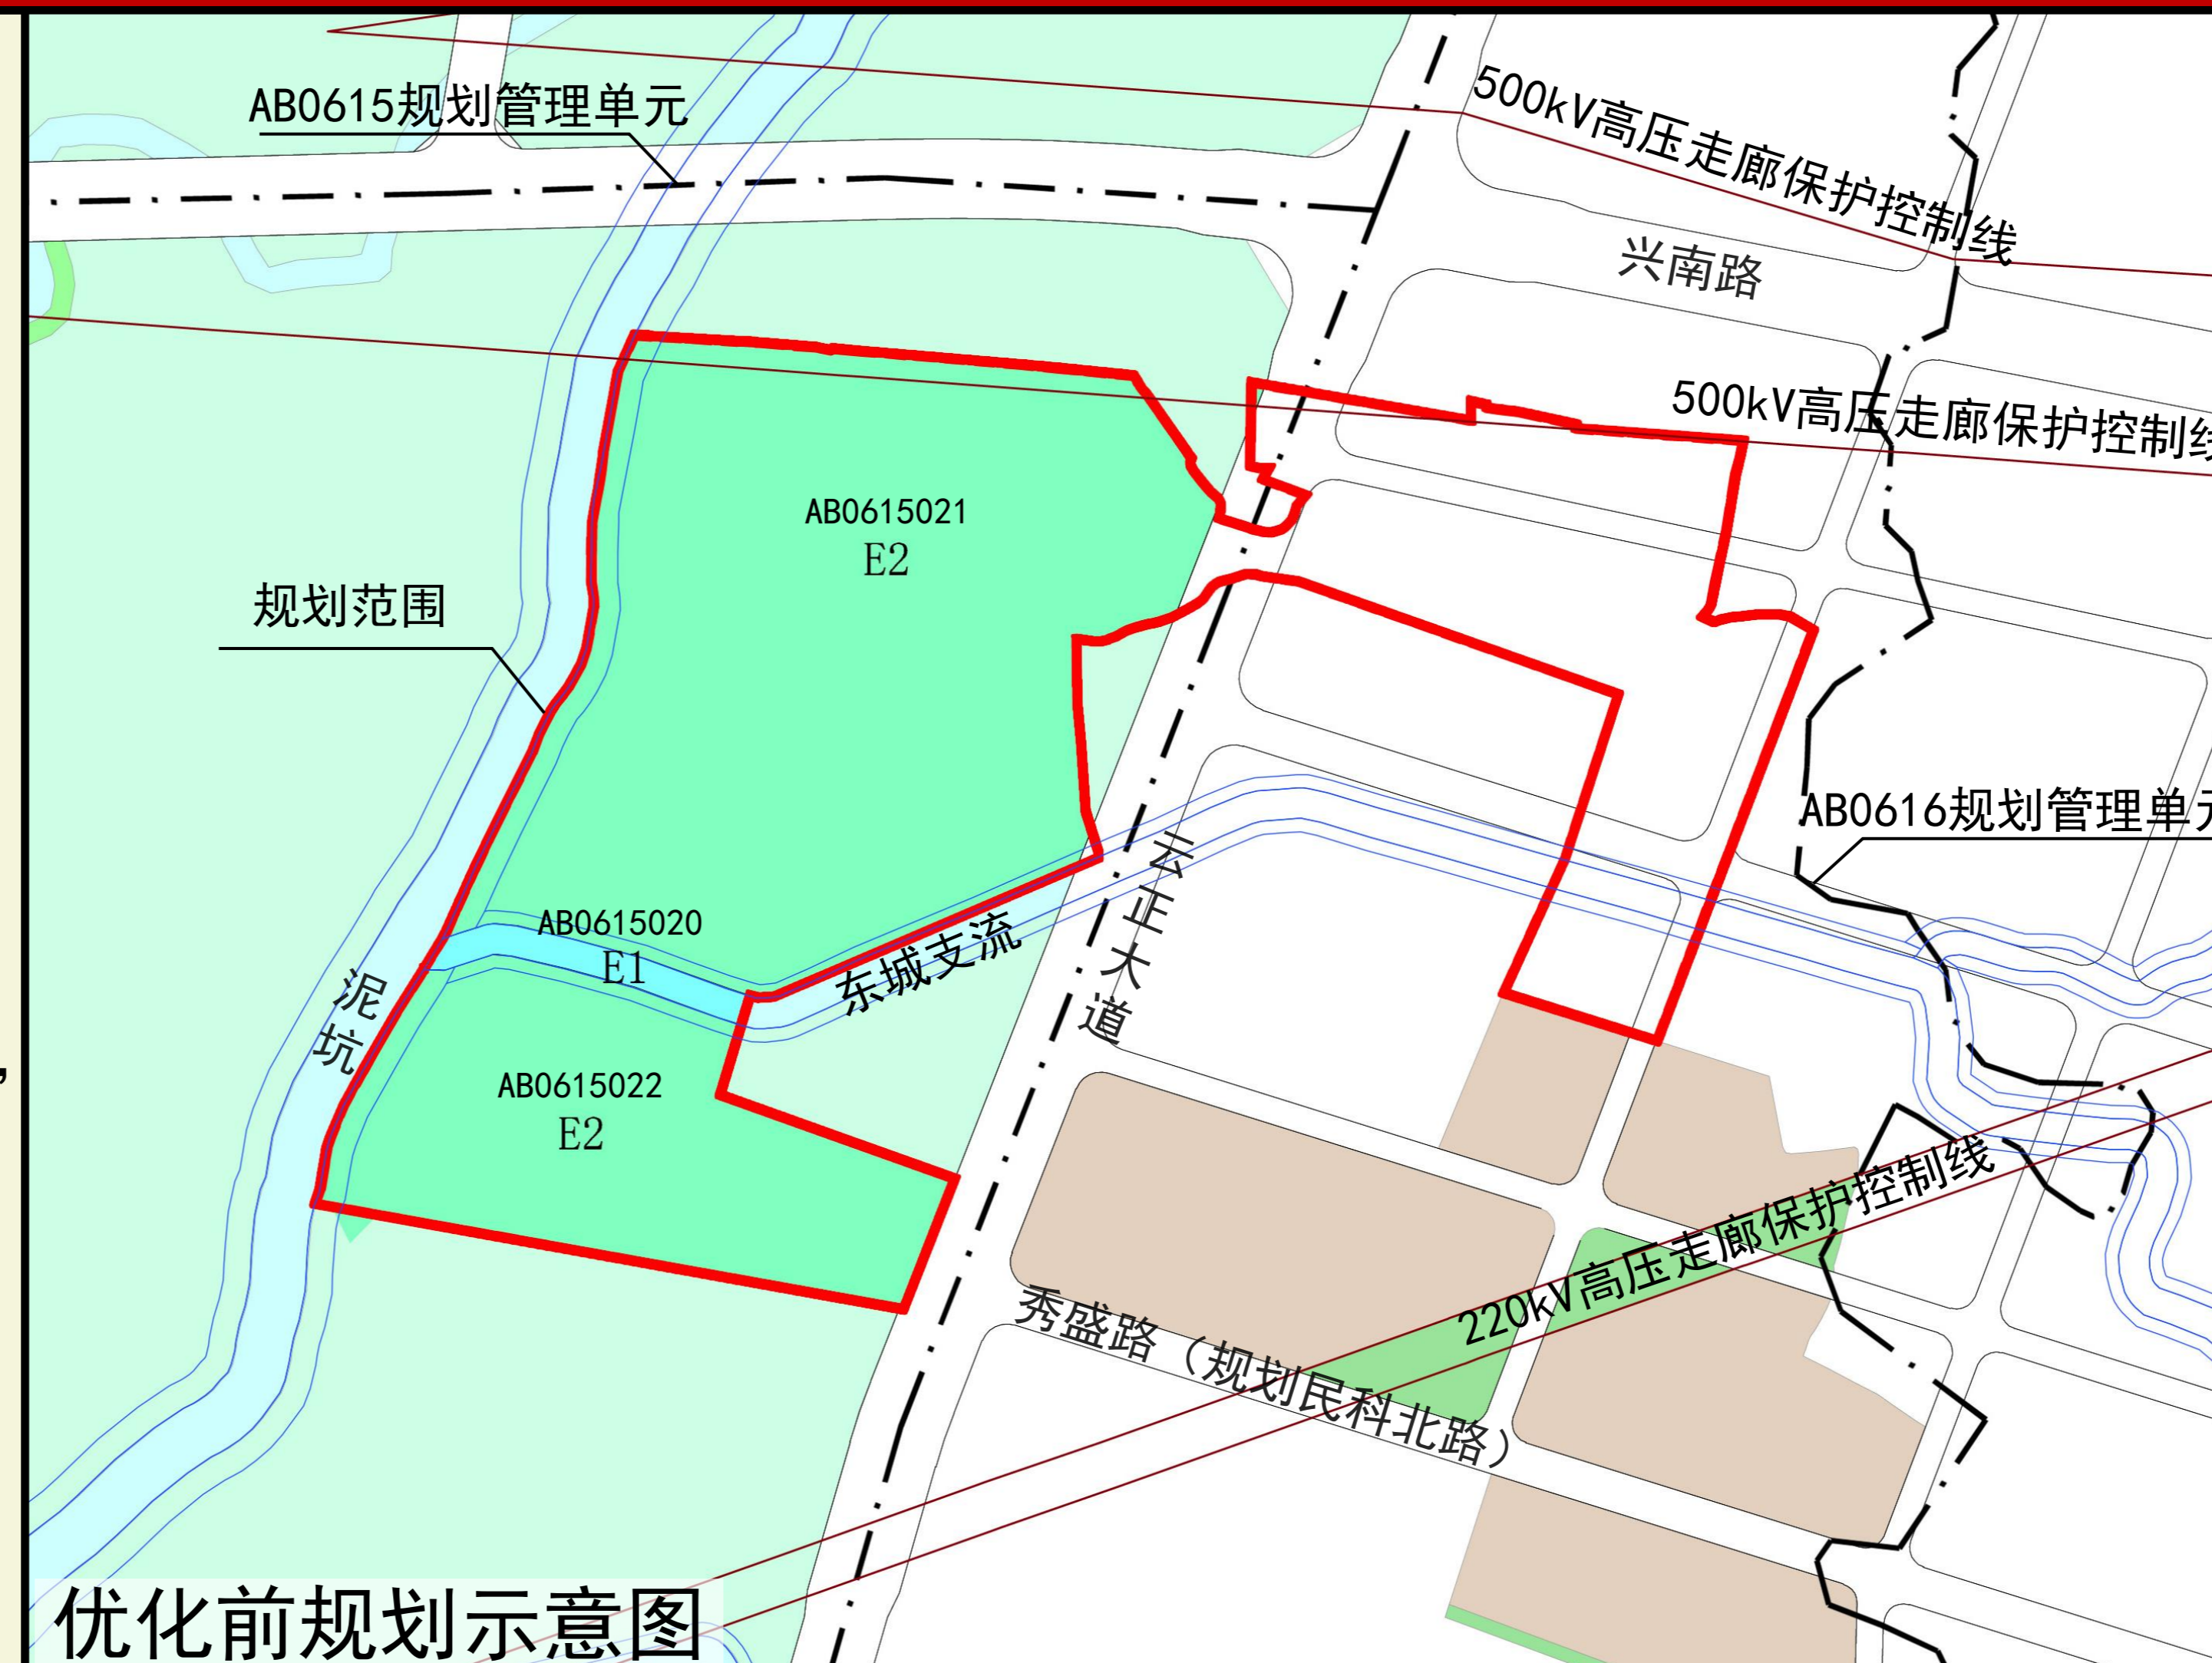 AB0615规划管理单元
500kV高压走廊保护控制线
兴南路
500kV高压走廊保护控制线
AB0615021
E2
规划范围
AB0616规划管理单元
云正大道
AB0615020
E1
东城支流
泥坑
AB0615022
E2
,
220kV高压走廊保护控制线
秀盛路（规划民科北路）
优化前规划示意图